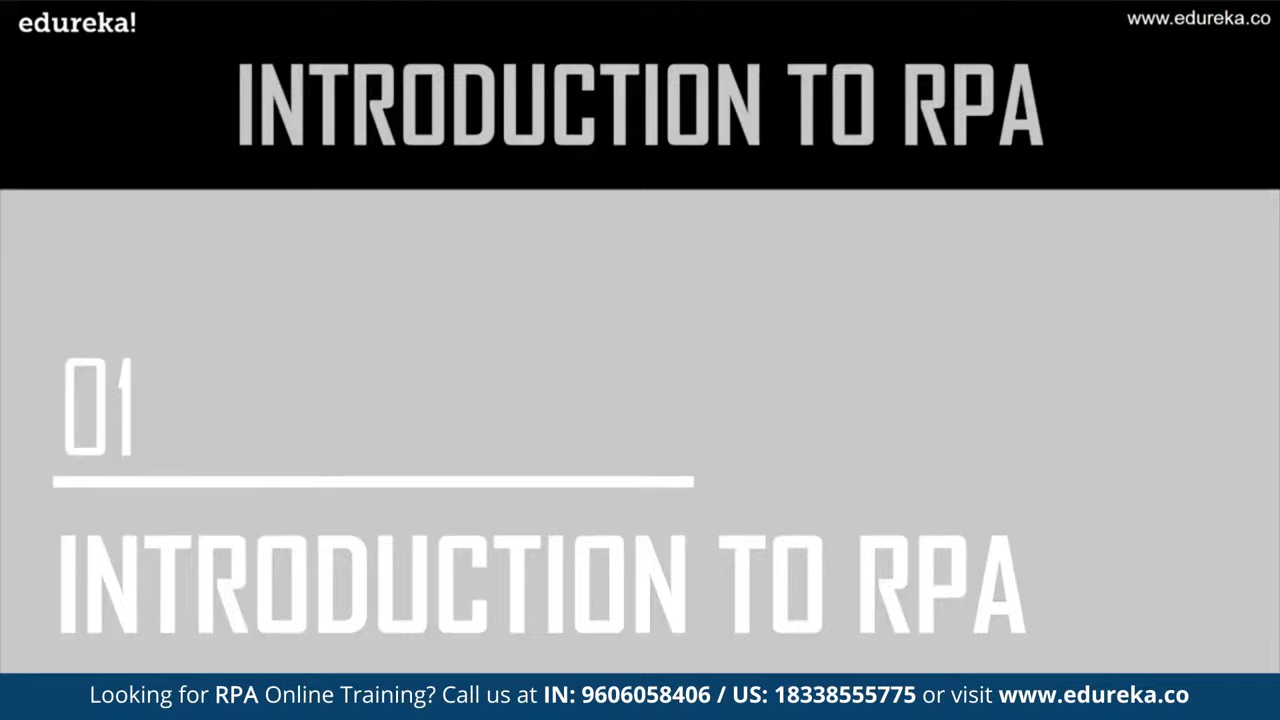 edureka!
www.edureka.co
INTRODUCTION TO RPA
01
INTRODUCTION TO RPA
Looking for RPA Online Training? Call us at IN: 9606058406 / US: 18338555775 or visit www.edureka.co